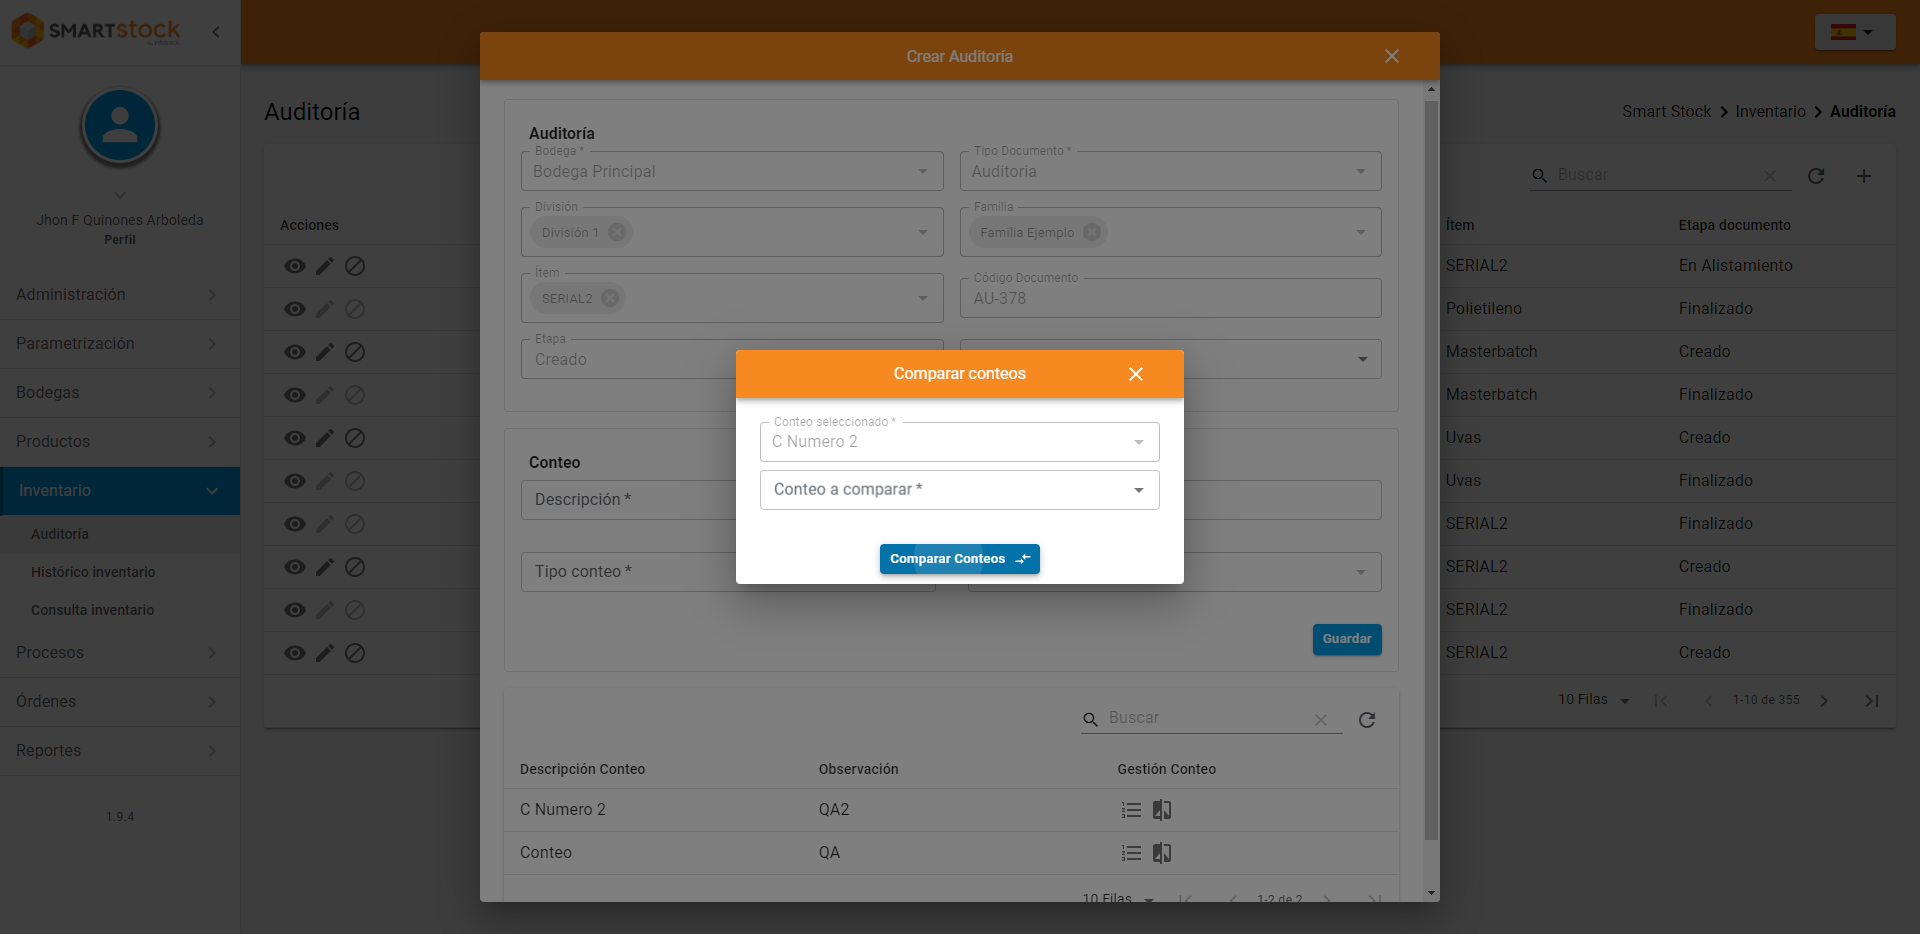 SMARTstock
Jhon F Quinones Arboleda
Perfil
Administración
Parametrización
Bodegas
Productos
Inventario
Auditoría
Histórico inventario
Consulta inventario
Procesos
Órdenes
Reportes
1.9.4
Auditoría
Smart Stock > Inventario > Auditoría
Buscar
Acciones
Ítem Etapa documento
SERIAL2 En Alistamiento
Polietileno Finalizado
Masterbatch Creado
Masterbatch Finalizado
Uvas Creado
Uvas Finalizado
SERIAL2 Finalizado
SERIAL2 Creado
SERIAL2 Finalizado
SERIAL2 Creado
10 Filas 1-10 de 355
Crear Auditoría
Auditoría
Bodega *
Bodega Principal
Tipo Documento *
Auditoria
División
División 1
Familia
Familia Ejemplo
Ítem
SERIAL2
Código Documento
AU-378
Etapa
Creado
Conteo
Descripción *
Tipo conteo *
Guardar
Buscar
Descripción Conteo Observación Gestión Conteo
C Numero 2 QA2
Conteo QA
10 Filas 1-2 de 2
Comparar conteos
Conteo seleccionado *
C Numero 2
Conteo a comparar *
Comparar Conteos